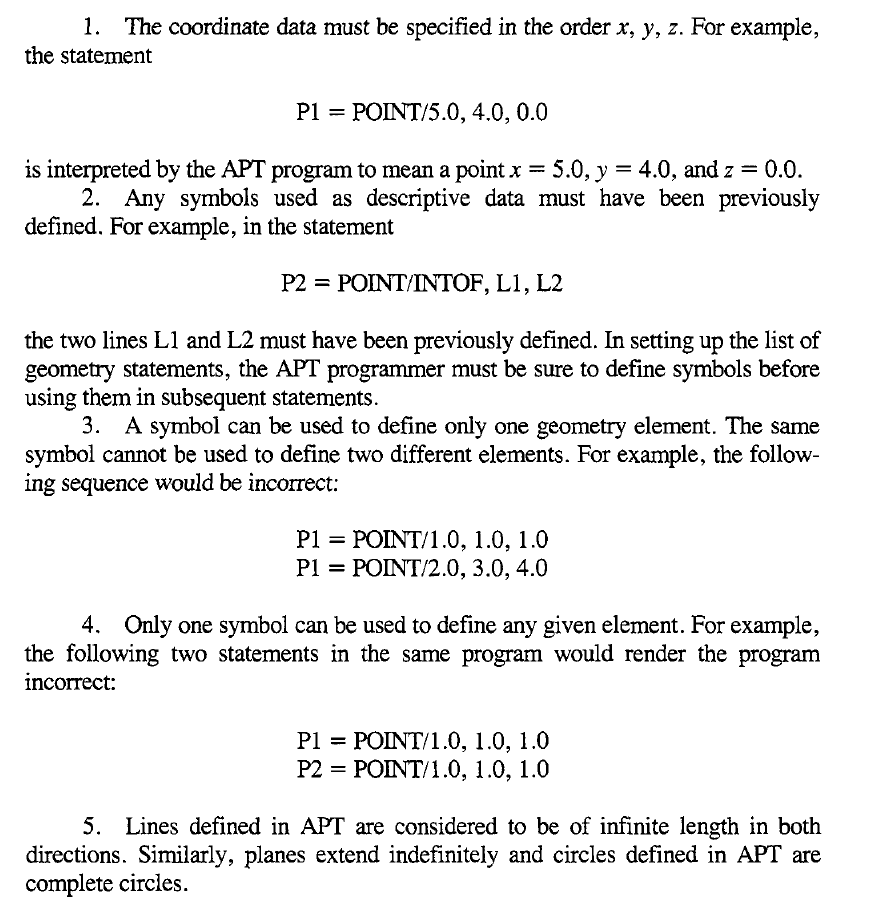 1. The coordinate data must be specified in the order x, y, z. For example,
the statement
P1 = POINT/5.0, 4.0, 0.0
is interpreted by the APT program to mean a point x = 5.0, y = 4.0, and z = 0.0.
2. Any symbols used as descriptive data must have been previously
defined. For example, in the statement
P2 = POINT/INTOF, L1, L2
the two lines L1 and L2 must have been previously defined. In setting up the list of
geometry statements, the APT programmer must be sure to define symbols before
using them in subsequent statements.
3. A symbol can be used to define only one geometry element. The same
symbol cannot be used to define two different elements. For example, the follow-
ing sequence would be incorrect:
P1 = POINT/1.0, 1.0, 1.0
P1 = POINT/2.0, 3.0, 4.0
4. Only one symbol can be used to define any given element. For example,
the following two statements in the same program would render the program
incorrect:
P1 = POINT/1.0, 1.0, 1.0
P2 = POINT/1.0, 1.0, 1.0
5. Lines defined in APT are considered to be of infinite length in both
directions. Similarly, planes extend indefinitely and circles defined in APT are
complete circles.